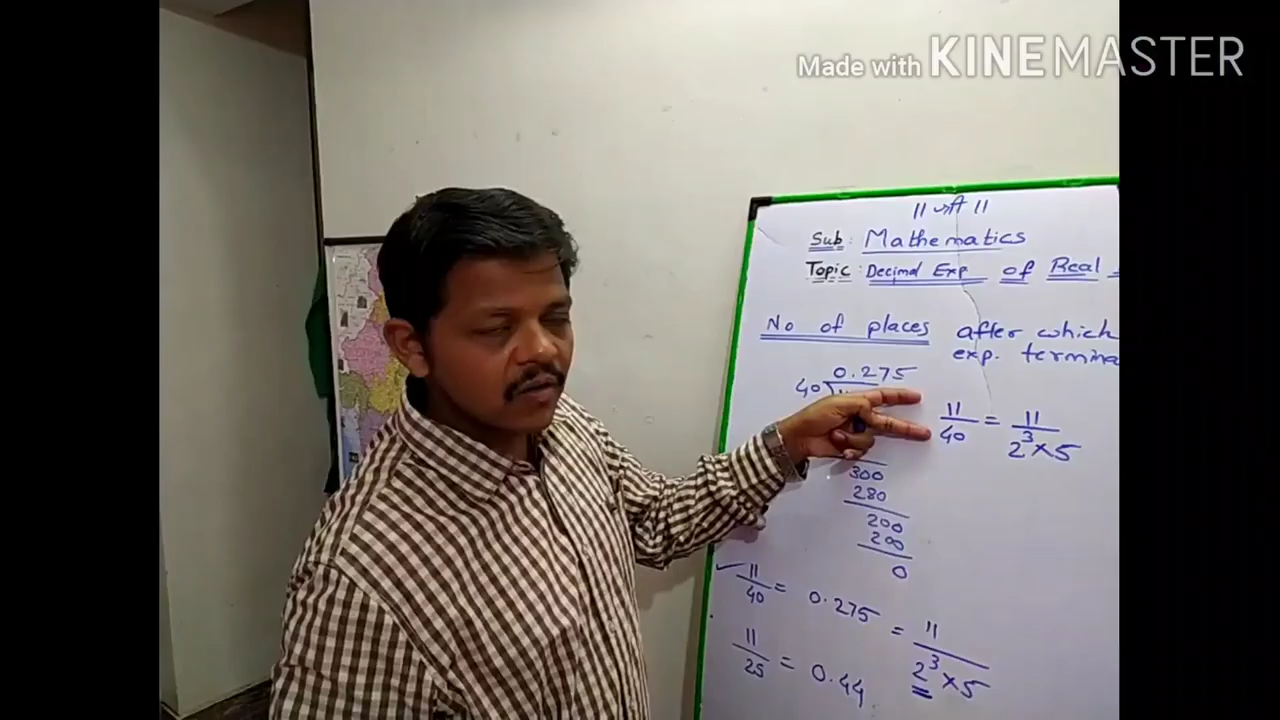 Made with KINEMASTER
|| श्री ||
Sub: Mathematics
Topic: Decimal Exp of Real
No of places after which
exp. termina
0.275
40
11/40 = 11/2³×5
300
280
200
200
0
✓ 11/40 = 0.275 = 11/2³×5
11/25 = 0.44